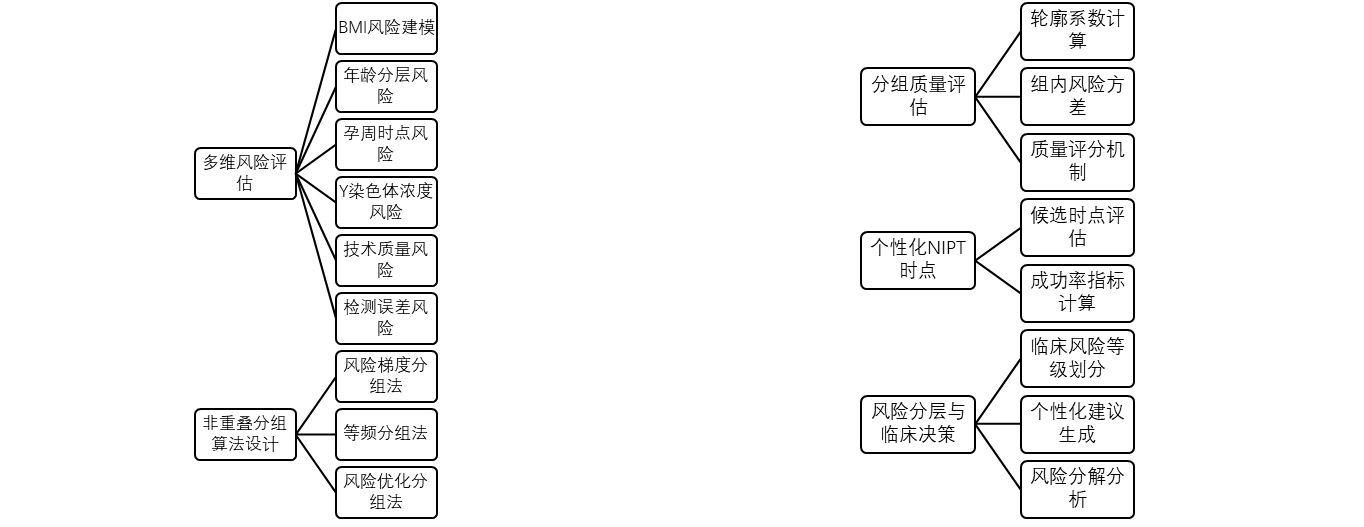 多维风险评
估
BMI风险建模
年龄分层风
险
孕周时点风
险
Y染色体浓度
风险
技术质量风
险
检测误差风
险
非重叠分组
算法设计
风险梯度分
组法
等频分组法
风险优化分
组法
分组质量评
估
轮廓系数计
算
组内风险方
差
质量评分机
制
个性化NIPT
时点
候选时点评
估
成功率指标
计算
风险分层与
临床决策
临床风险等
级划分
个性化建议
生成
风险分解分
析